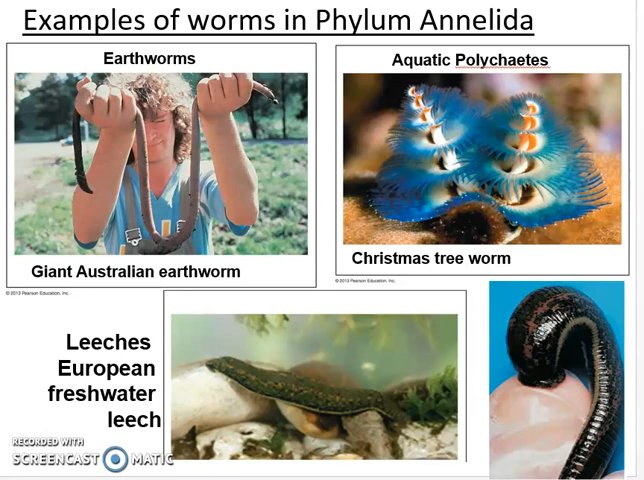 Examples of worms in Phylum Annelida
Earthworms
Giant Australian earthworm
© 2013 Pearson Education, Inc.
Aquatic Polychaetes
Christmas tree worm
© 2013 Pearson Education, Inc.
Leeches
European
freshwater
leech
RECORDED WITH
SCREENCAST MATIC